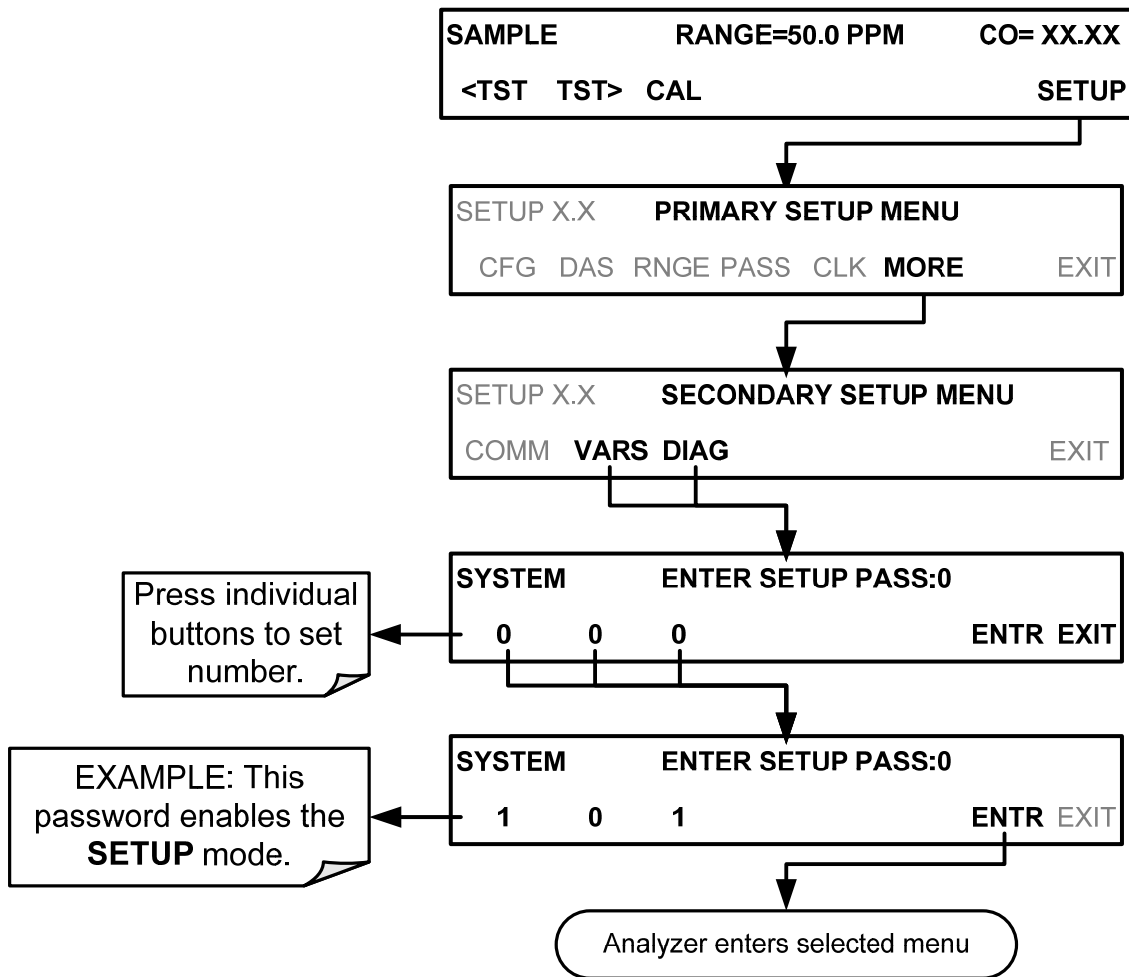 SAMPLE RANGE=50.0 PPM CO= XX.XX
<TST TST> CAL SETUP
SETUP X.X PRIMARY SETUP MENU
CFG DAS RNGE PASS CLK MORE EXIT
SETUP X.X SECONDARY SETUP MENU
COMM VARS DIAG EXIT
SYSTEM ENTER SETUP PASS:0
0 0 0 ENTR EXIT
Press individual
buttons to set
number.
SYSTEM ENTER SETUP PASS:0
1 0 1 ENTR EXIT
EXAMPLE: This
password enables the
SETUP mode.
Analyzer enters selected menu